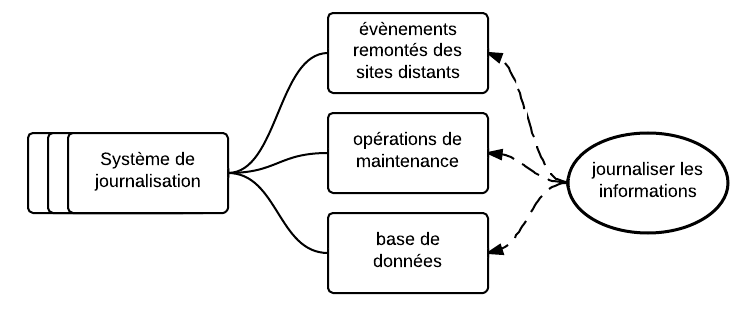 évènements
remontés des
sites distants
Système de
journalisation
opérations de
maintenance
journaliser les
informations
base de
données